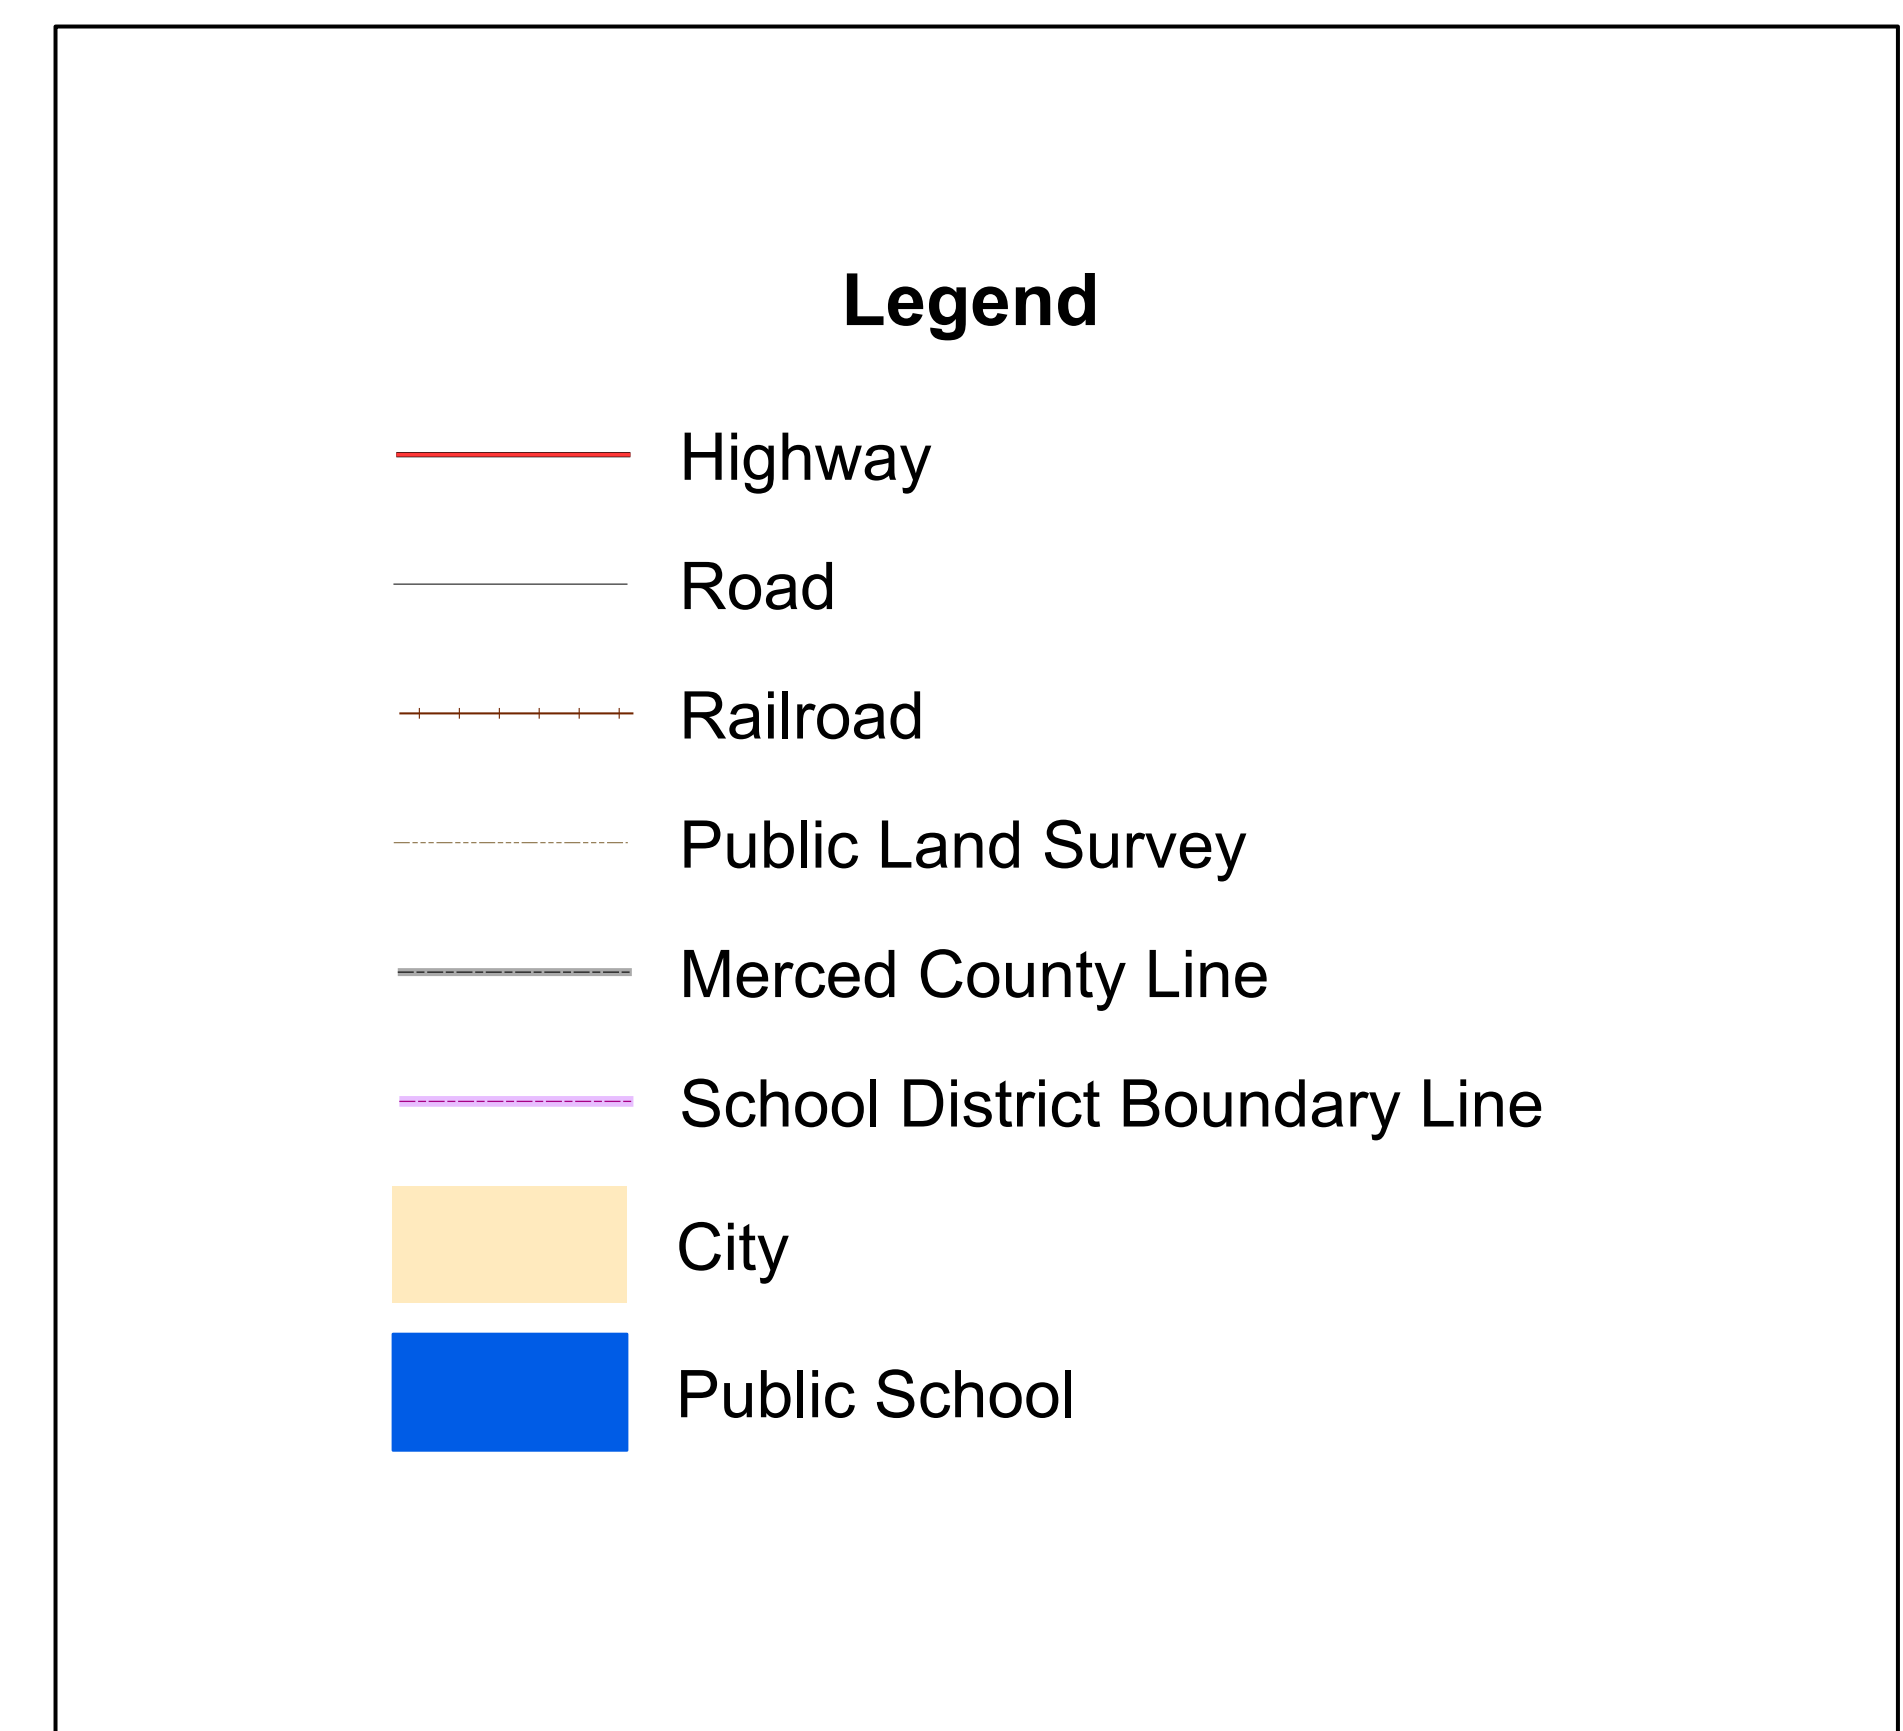 Legend
Highway
Road
Railroad
Public Land Survey
Merced County Line
School District Boundary Line
City
Public School